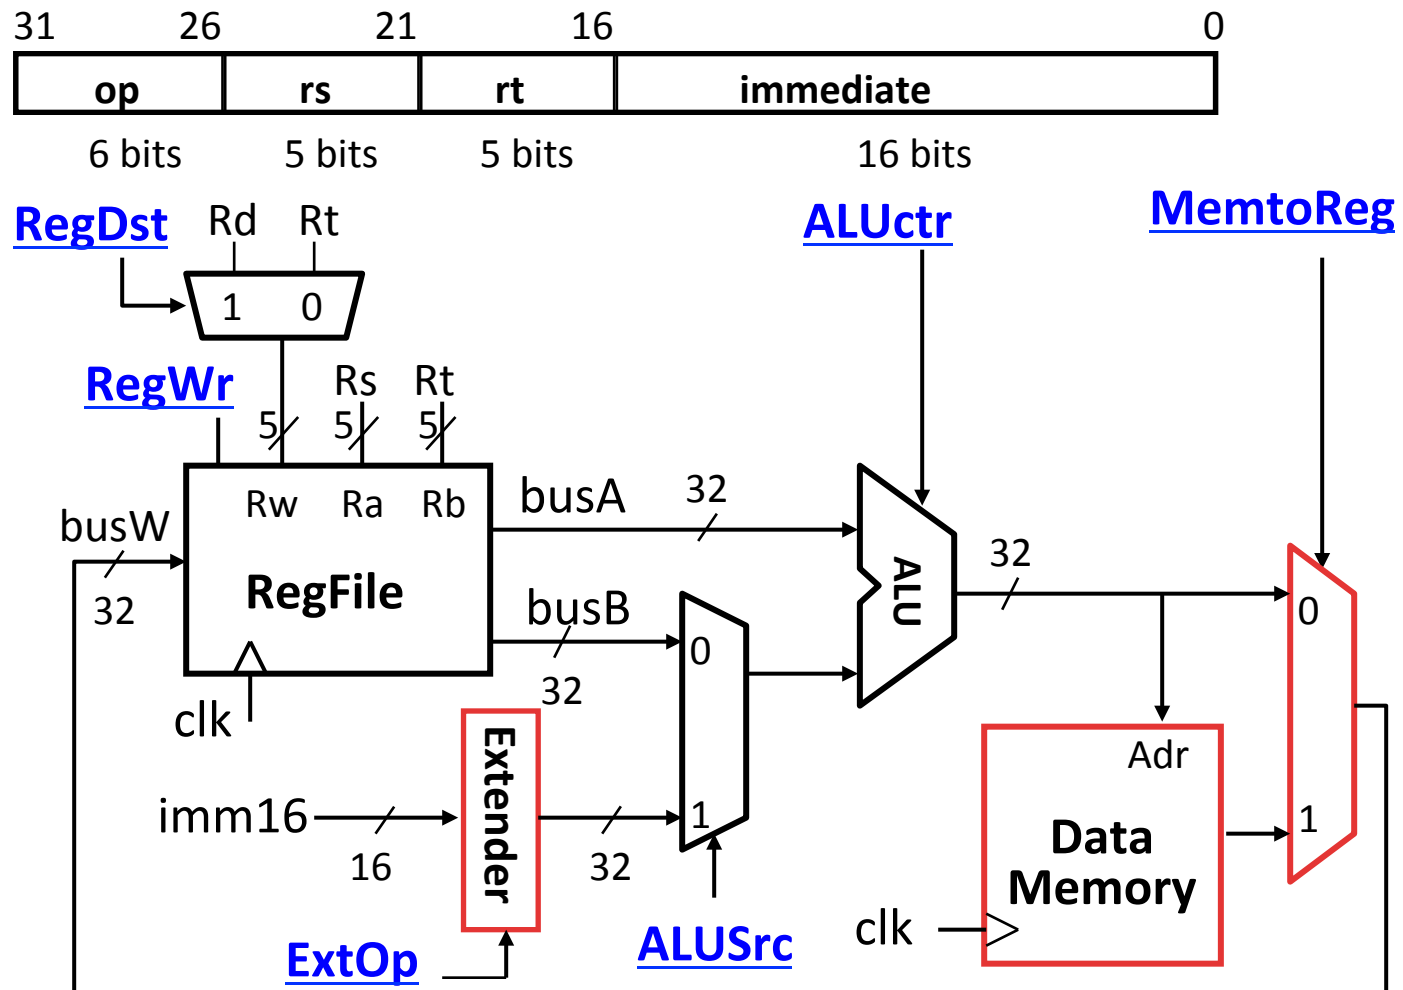 31 26 21 16 0
op rs rt immediate
6 bits 5 bits 5 bits 16 bits
RegDst Rd Rt ALUctr MemtoReg
1 0
RegWr Rs Rt
5 5 5
Rw Ra Rb busA 32
busW 32
RegFile ALU
32 busB 0
0
32
clk
Extender Adr
imm16 1 1
16 32 Data
Memory
clk
ExtOp ALUSrc